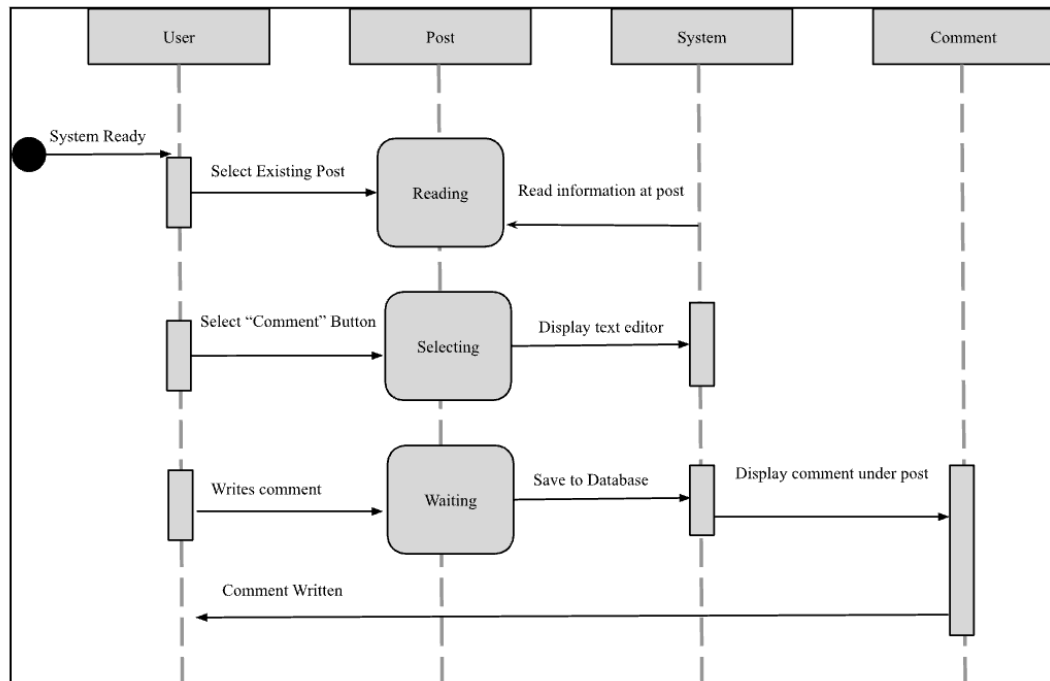 User
Post
System
Comment
System Ready
Select Existing Post
Reading
Read information at post
Select “Comment” Button
Selecting
Display text editor
Writes comment
Waiting
Save to Database
Display comment under post
Comment Written